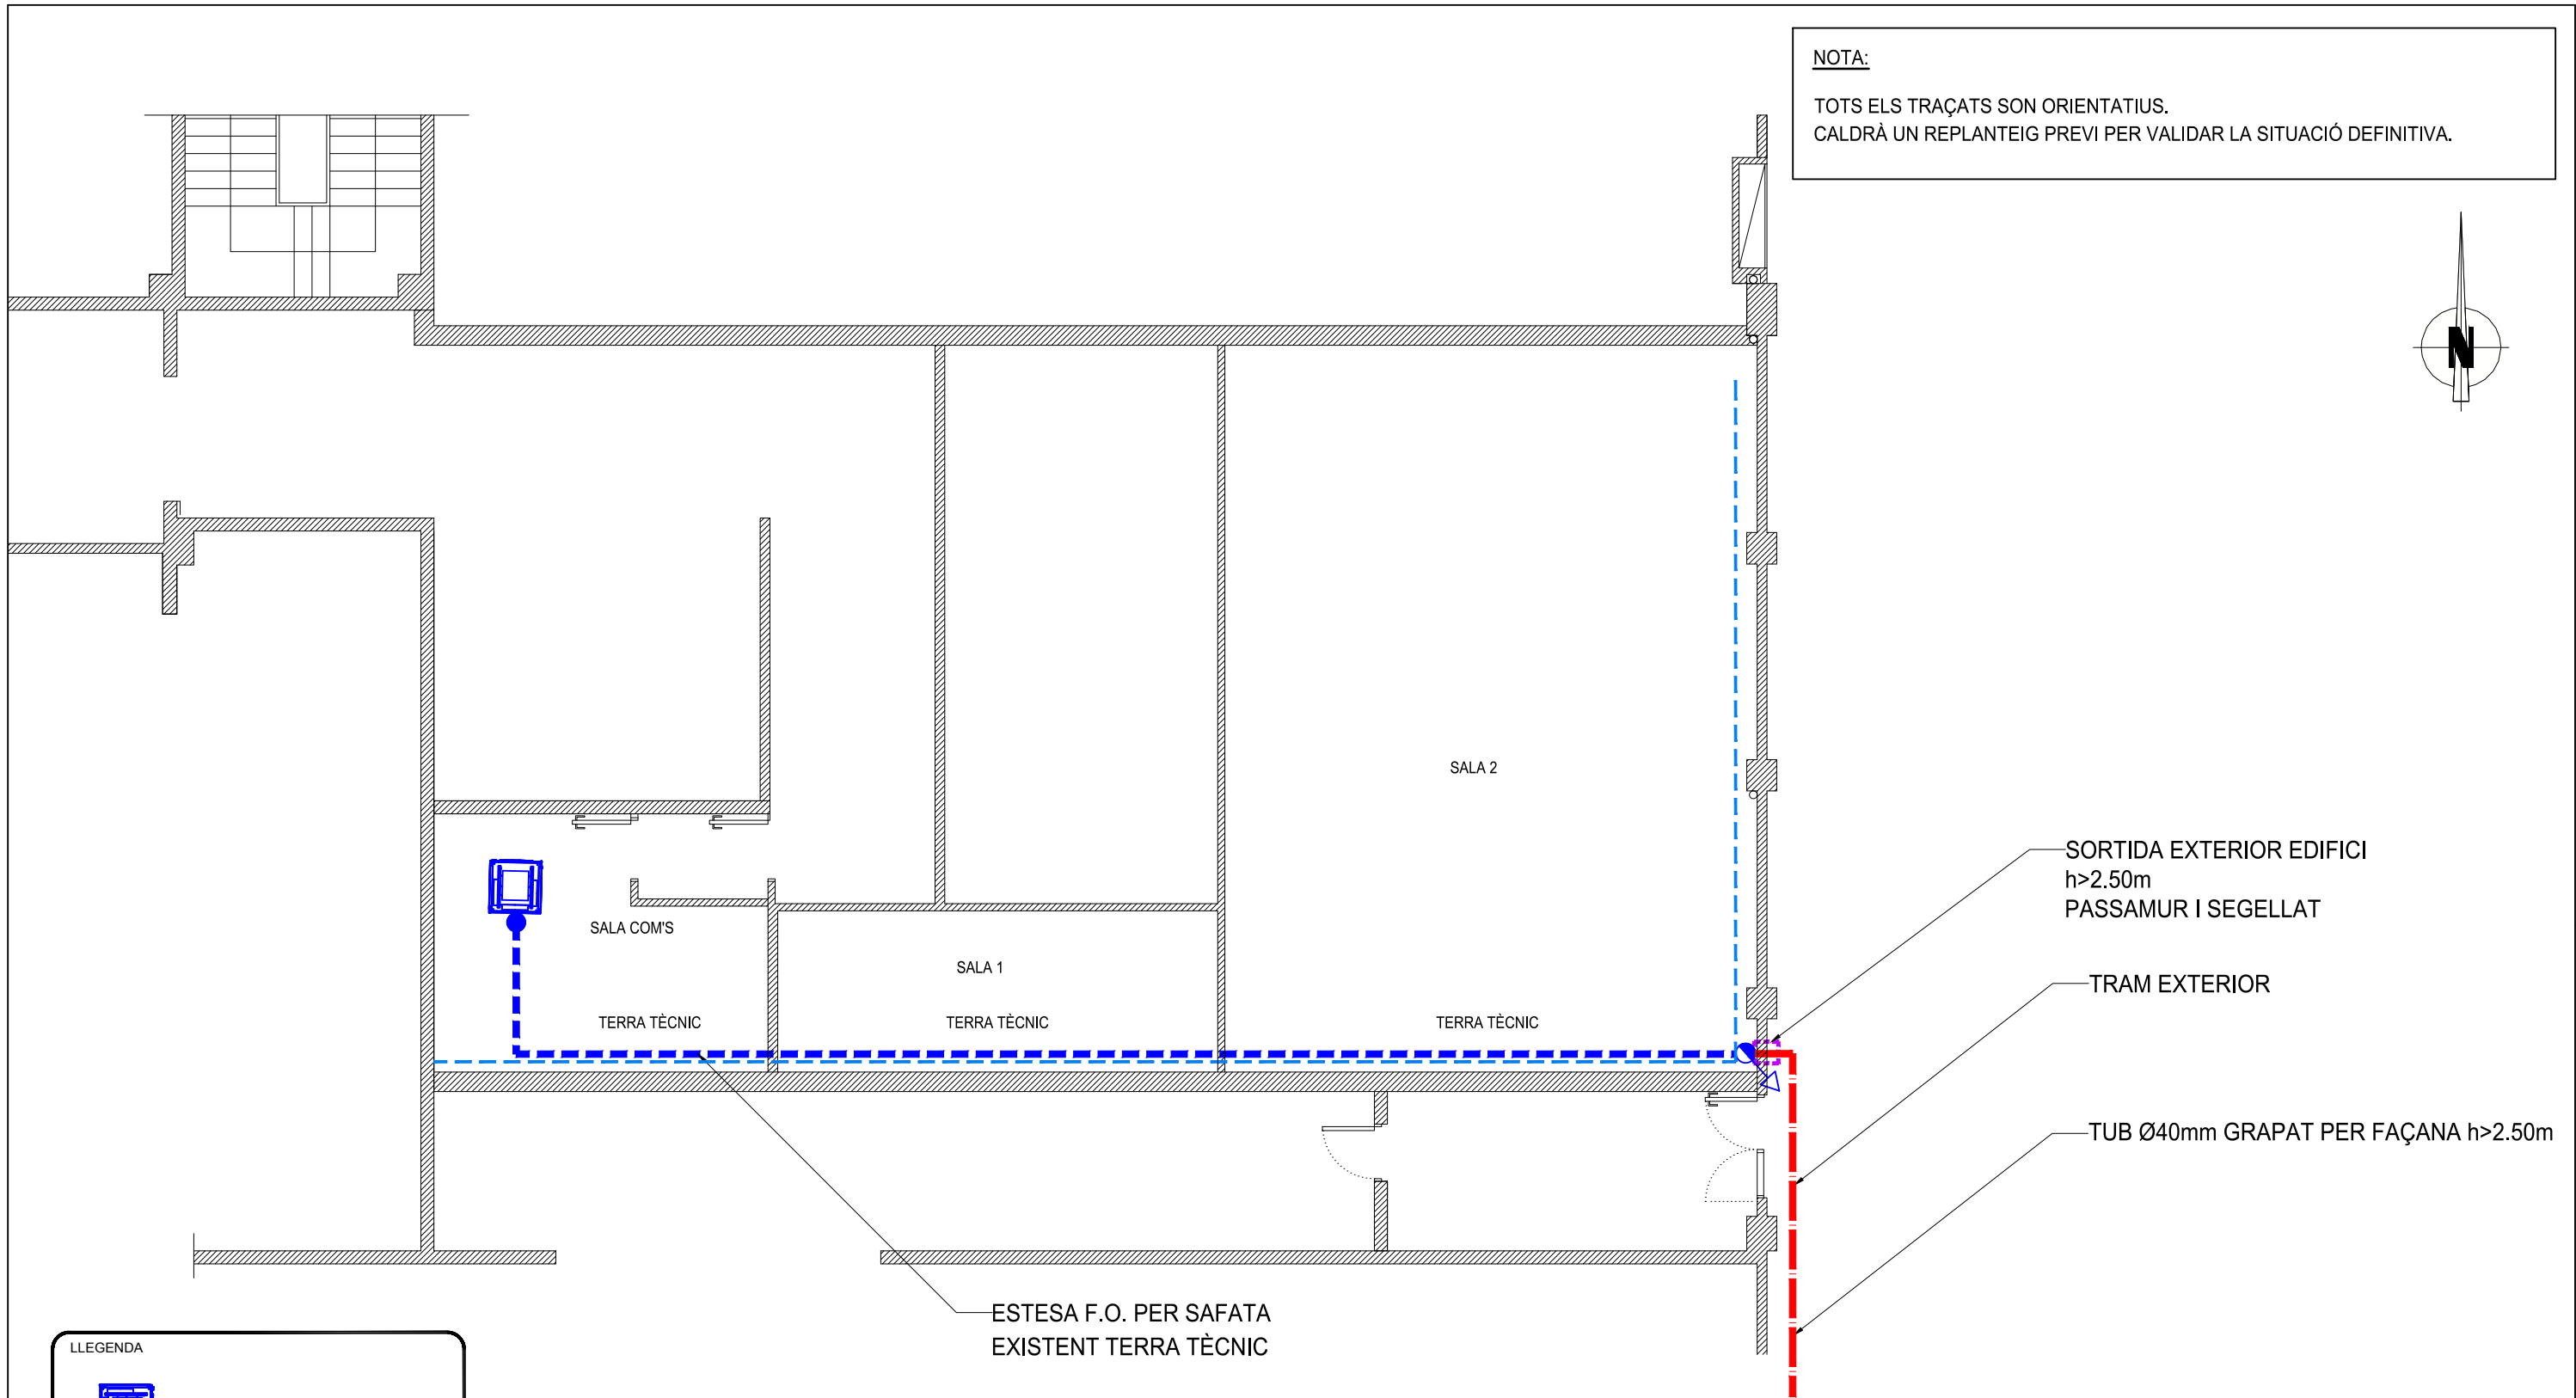 NOTA:
TOTS ELS TRAÇATS SON ORIENTATIUS.
CALDRÀ UN REPLANTEIG PREVI PER VALIDAR LA SITUACIÓ DEFINITIVA.
N
SALA 2
SORTIDA EXTERIOR EDIFICI
h>2.50m
PASSAMUR I SEGELLAT
SALA COM'S
SALA 1
TRAM EXTERIOR
TERRA TÈCNIC
TERRA TÈCNIC
TERRA TÈCNIC
TUB Ø40mm GRAPAT PER FAÇANA h>2.50m
ESTESA F.O. PER SAFATA
EXISTENT TERRA TÈCNIC
LLEGENDA